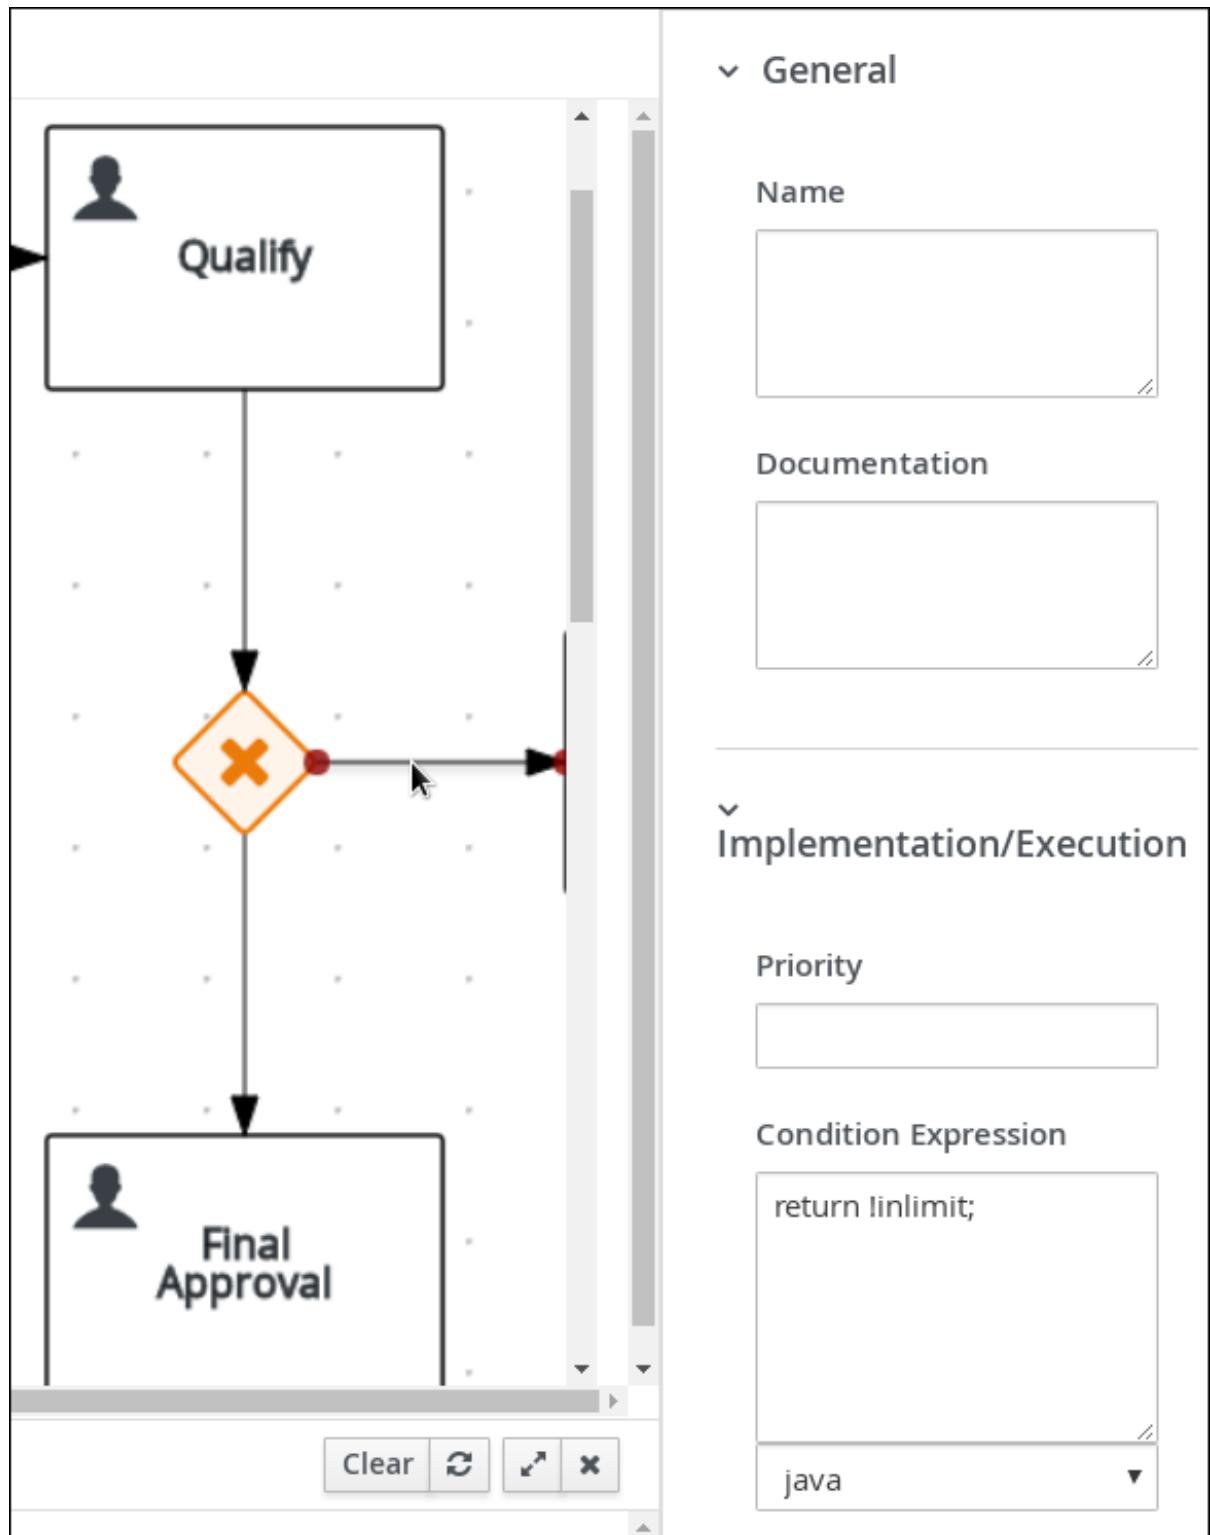 General
Name
Qualify
Documentation
Implementation/Execution
Priority
Condition Expression
return !inlimit;
Final
Approval
Clear
java